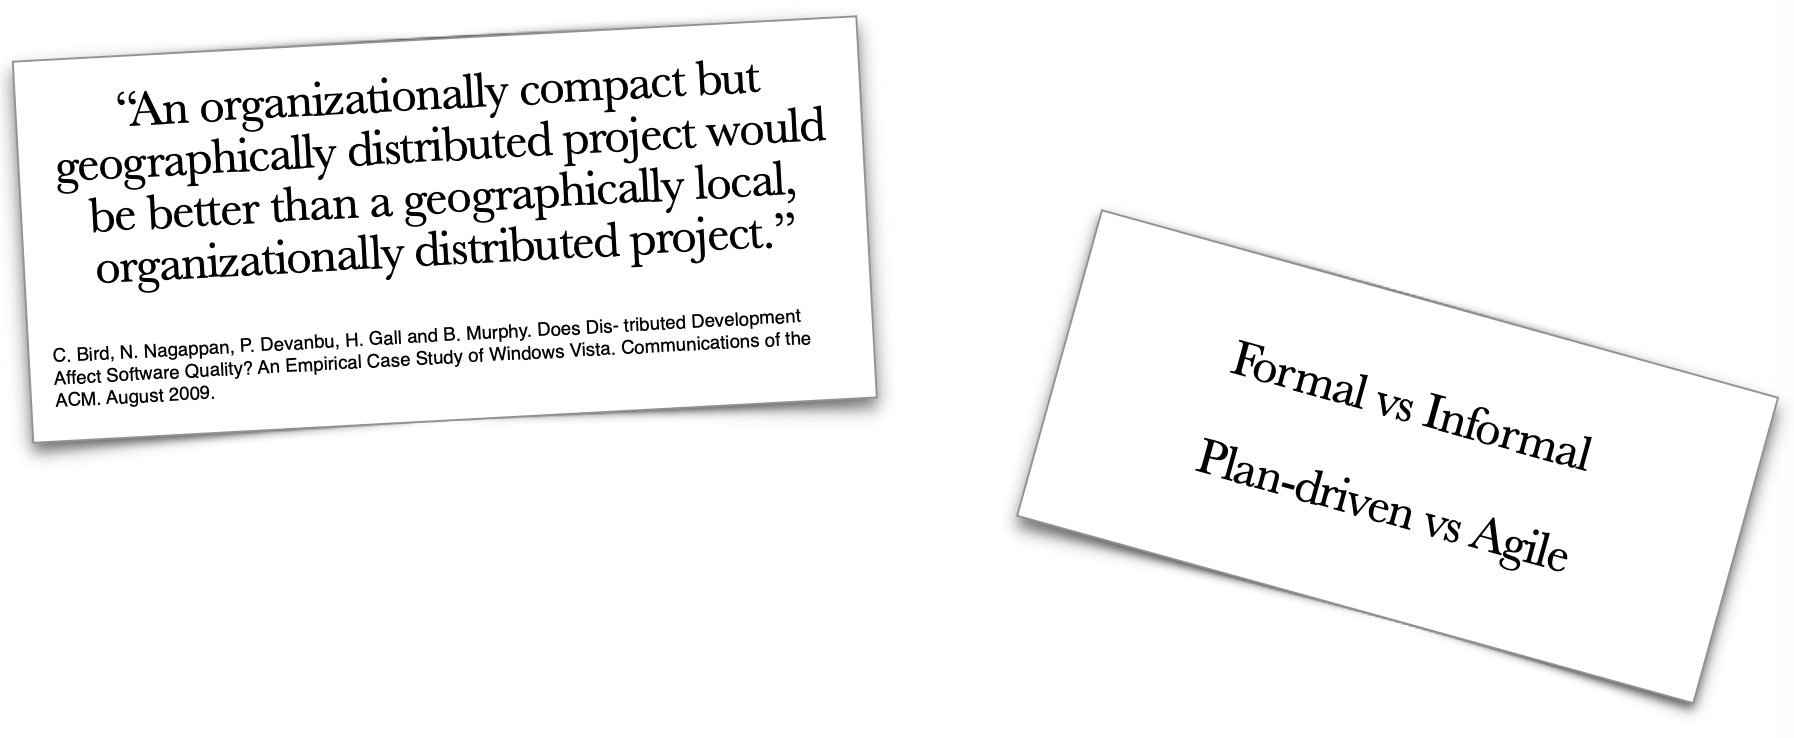 “An organizationally compact but
geographically distributed project would
be better than a geographically local,
organizationally distributed project.”
C. Bird, N. Nagappan, P. Devanbu, H. Gall and B. Murphy. Does Dis- tributed Development
Affect Software Quality? An Empirical Case Study of Windows Vista. Communications of the
ACM. August 2009.
Formal vs Informal
Plan-driven vs Agile